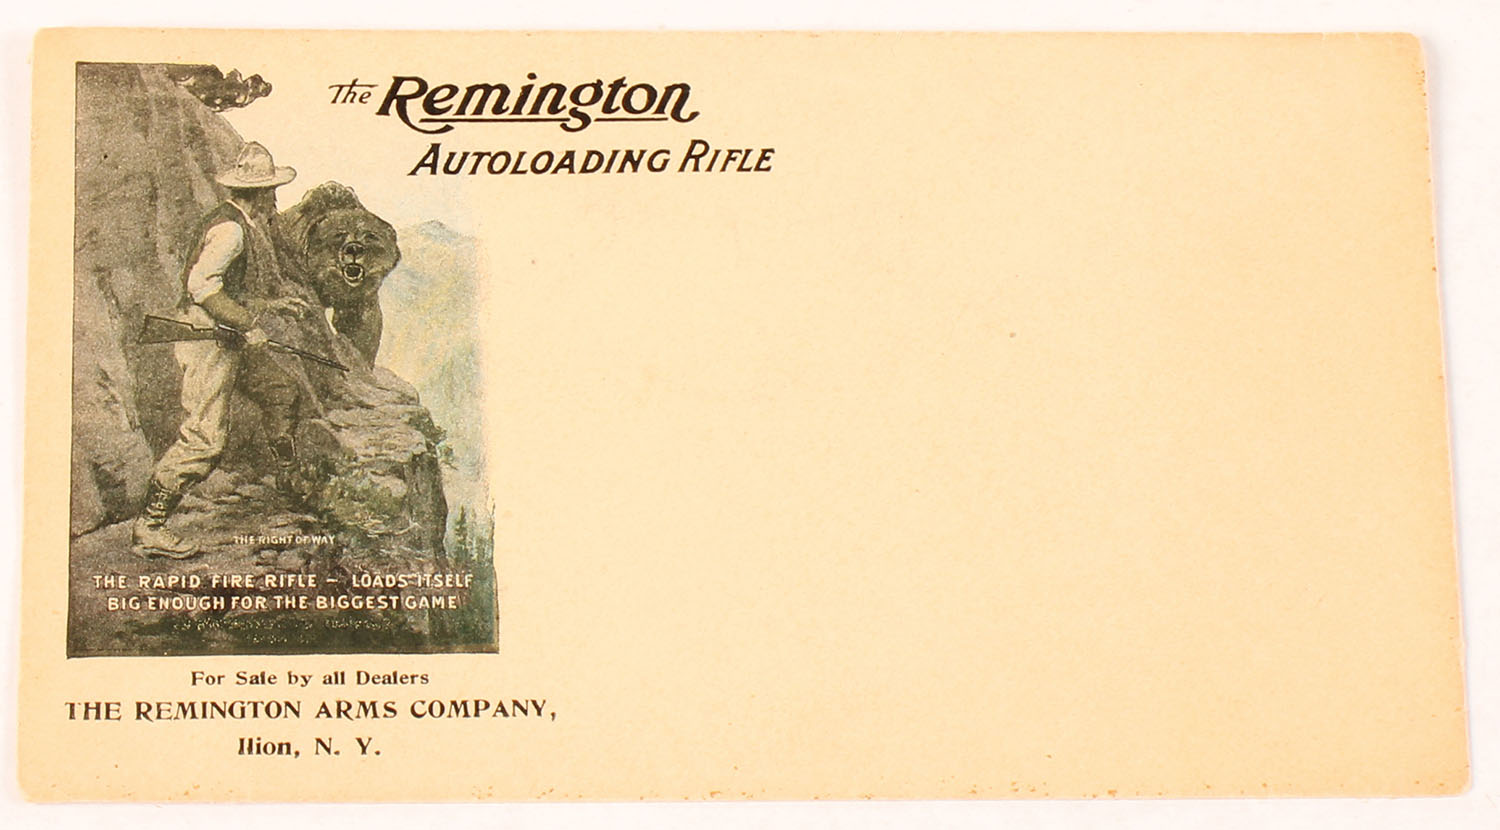 The Remington
AUTOLOADING RIFLE
THE RIGHT OF WAY
THE RAPID FIRE RIFLE – LOADS ITSELF
BIG ENOUGH FOR THE BIGGEST GAME
For Sale by all Dealers
THE REMINGTON ARMS COMPANY,
Ilion, N. Y.